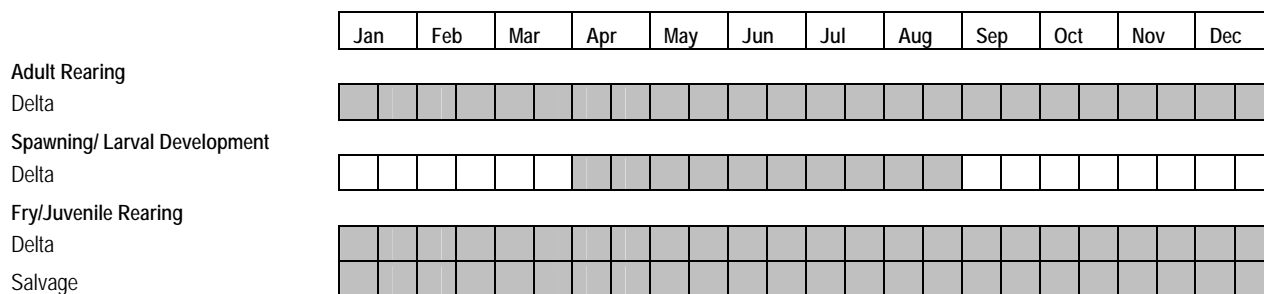 Jan Feb Mar Apr May Jun Jul Aug Sep Oct Nov Dec
Adult Rearing
Delta
Spawning/ Larval Development
Delta
Fry/Juvenile Rearing
Delta
Salvage